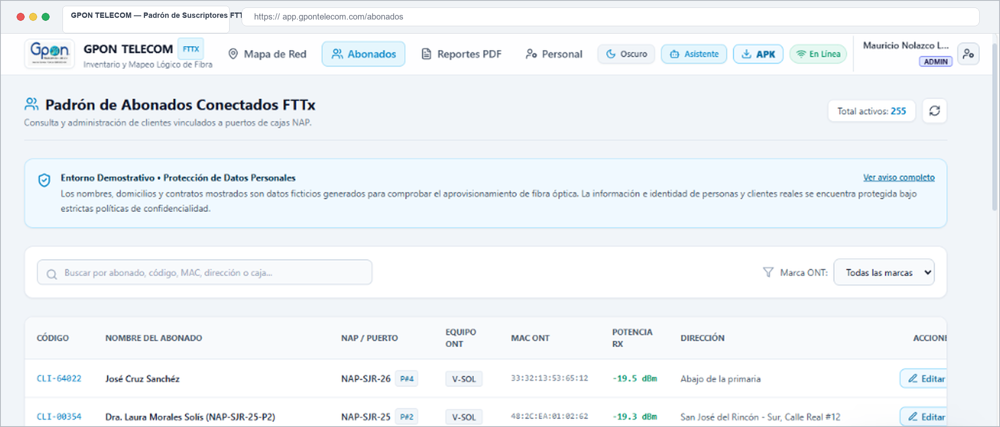 GPON TELECOM — Padrón de Suscriptores FTT
https:// app.gpontelecom.com/abonados
Gpon
GPON TELECOM FTTX
Inventario y Mapeo Lógico de Fibra
Mapa de Red
Abonados
Reportes PDF
Personal
Oscuro
Asistente
APK
En Línea
Mauricio Nolazco L...
ADMIN
Padrón de Abonados Conectados FTTx
Consulta y administración de clientes vinculados a puertos de cajas NAP.
Total activos: 255
Entorno Demostrativo • Protección de Datos Personales
Ver aviso completo
Los nombres, domicilios y contratos mostrados son datos ficticios generados para comprobar el aprovisionamiento de fibra óptica. La información e identidad de personas y clientes reales se encuentra protegida bajo
estrictas políticas de confidencialidad.
Buscar por abonado, código, MAC, dirección o caja...
Marca ONT: Todas las marcas
CÓDIGO NOMBRE DEL ABONADO NAP / PUERTO EQUIPO ONT MAC ONT POTENCIA RX DIRECCIÓN ACCIONE
CLI-64022 José Cruz Sanchéz NAP-SJR-26 P#4 V-SOL 33:32:13:53:65:12 -19.5 dBm Abajo de la primaria Editar
CLI-00354 Dra. Laura Morales Solís (NAP-SJR-25-P2) NAP-SJR-25 P#2 V-SOL 48:2C:EA:01:02:62 -19.3 dBm San José del Rincón - Sur, Calle Real #12 Editar